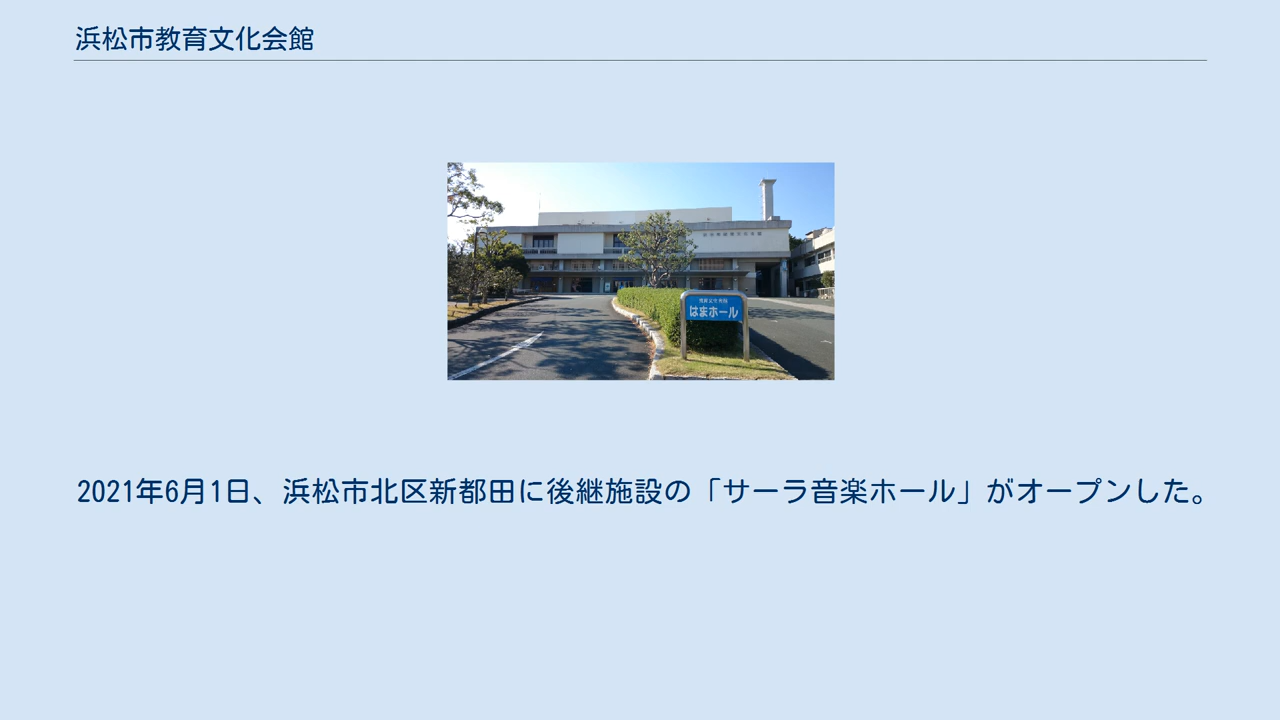 浜松市教育文化会館
はまホール
2021年6月1日、浜松市北区新都田に後継施設の「サーラ音楽ホール」がオープンした。